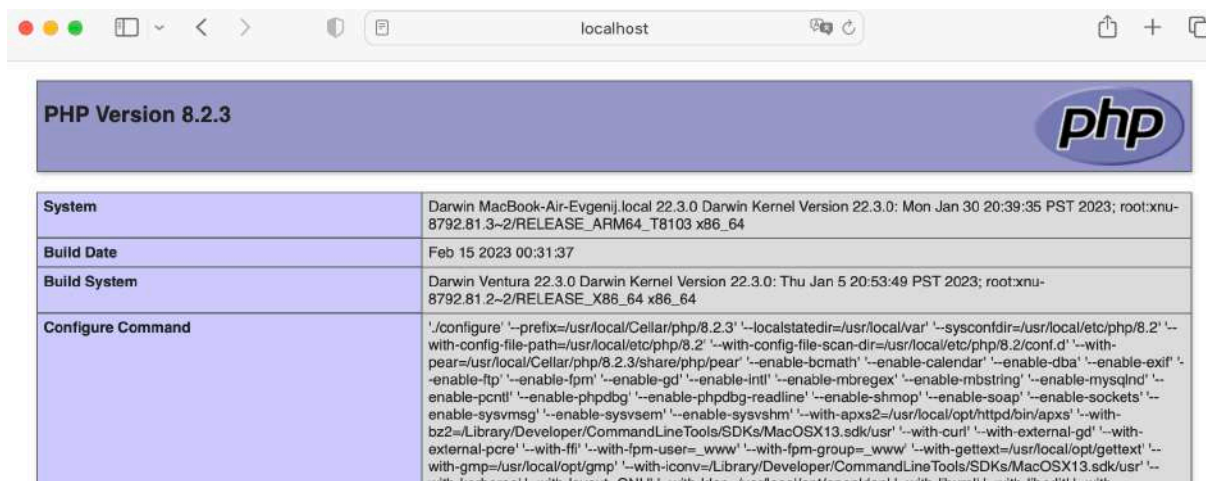 localhost
PHP Version 8.2.3
php
System
Darwin MacBook-Air-Evgenij.local 22.3.0 Darwin Kernel Version 22.3.0: Mon Jan 30 20:39:35 PST 2023; root:xnu-
8792.81.3~2/RELEASE_ARM64_T8103 x86_64
Build Date
Feb 15 2023 00:31:37
Build System
Darwin Ventura 22.3.0 Darwin Kernel Version 22.3.0: Thu Jan 5 20:53:49 PST 2023; root:xnu-
8792.81.2~2/RELEASE_X86_64 x86_64
Configure Command
'./configure' '--prefix=/usr/local/Cellar/php/8.2.3' '--localstatedir=/usr/local/var' '--sysconfdir=/usr/local/etc/php/8.2' '--
with-config-file-path=/usr/local/etc/php/8.2' '--with-config-file-scan-dir=/usr/local/etc/php/8.2/conf.d' '--with-
pear=/usr/local/Cellar/php/8.2.3/share/php/pear' '--enable-bcmath' '--enable-calendar' '--enable-dba' '--enable-exif' '-
-enable-ftp' '--enable-fpm' '--enable-gd' '--enable-intl' '--enable-mbregex' '--enable-mbstring' '--enable-mysqlnd' '--
enable-pcntl' '--enable-phpdbg' '--enable-phpdbg-readline' '--enable-shmop' '--enable-soap' '--enable-sockets' '--
enable-sysvmsg' '--enable-sysvsem' '--enable-sysvshm' '--with-apxs2=/usr/local/opt/httpd/bin/apxs' '--with-
bz2=/Library/Developer/CommandLineTools/SDKs/MacOSX13.sdk/usr' '--with-curl' '--with-external-gd' '--with-
external-pcre' '--with-ffi' '--with-fpm-user=_www' '--with-fpm-group=_www' '--with-gettext=/usr/local/opt/gettext' '--
with-gmp=/usr/local/opt/gmp' '--with-iconv=/Library/Developer/CommandLineTools/SDKs/MacOSX13.sdk/usr' '--